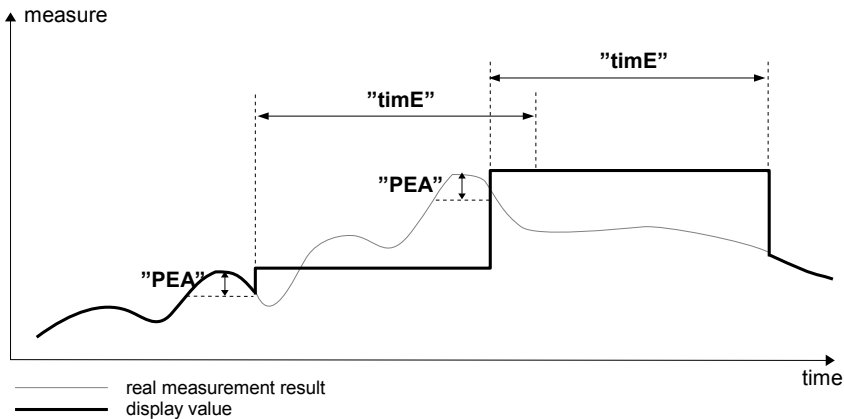 measure
”timE”
”timE”
”PEA”
”PEA”
time
real measurement result
display value